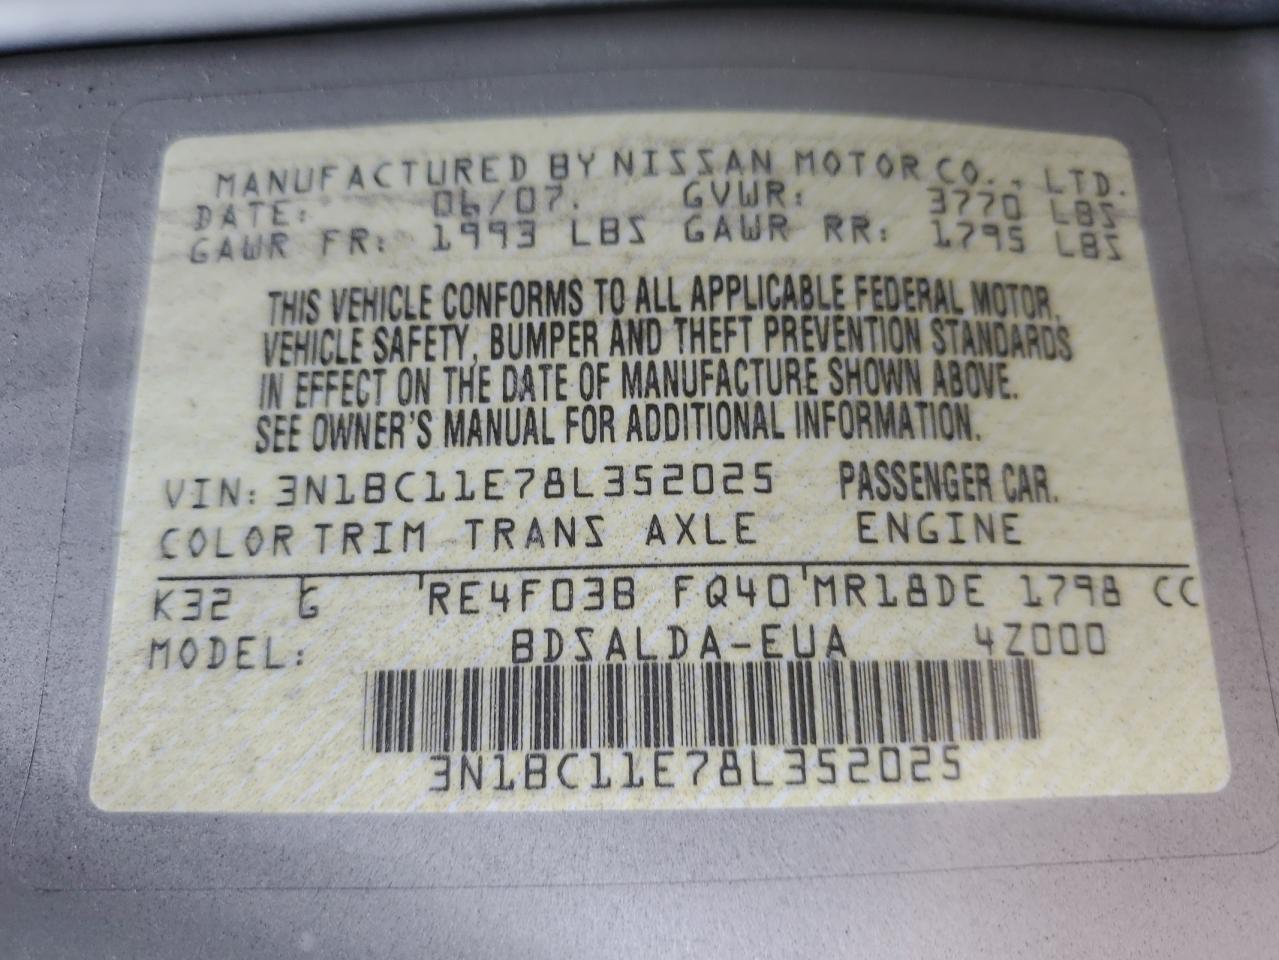 MANUFACTURED BY NISSAN MOTOR CO., LTD.
DATE: 06/07. GVWR: 3770 LBS
GAWR FR: 1993 LBS GAWR RR: 1795 LBS
THIS VEHICLE CONFORMS TO ALL APPLICABLE FEDERAL MOTOR
VEHICLE SAFETY, BUMPER AND THEFT PREVENTION STANDARDS
IN EFFECT ON THE DATE OF MANUFACTURE SHOWN ABOVE.
SEE OWNER'S MANUAL FOR ADDITIONAL INFORMATION.
VIN: 3N1BC11E78L352025 PASSENGER CAR.
COLOR TRIM TRANS AXLE ENGINE
K32 G RE4F03B FQ40 MR18DE 1798 CC
MODEL: BDSALDA-EUA 4Z000
3N1BC11E78L352025